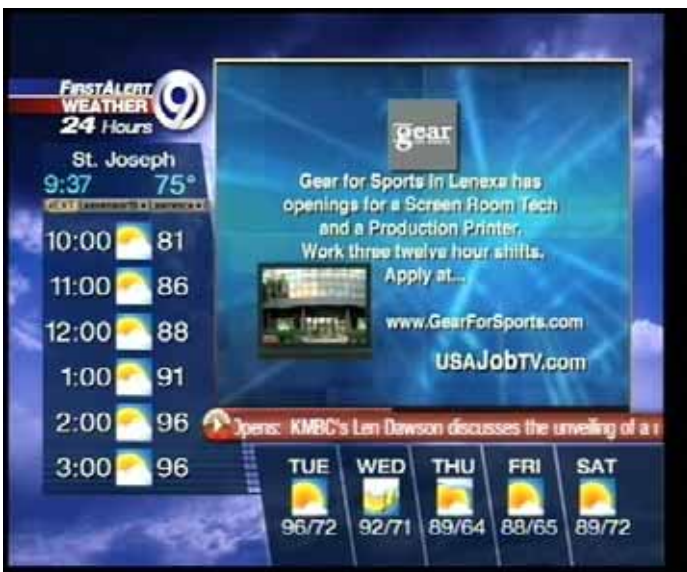 FIRSTALERT
WEATHER
24 Hours
9
St. Joseph
9:37 75°
NEXT Leavenworth • Lawrence •
10:00 81
11:00 86
12:00 88
1:00 91
2:00 96
3:00 96
gear
Gear for Sports in Lenexa has
openings for a Screen Room Tech
and a Production Printer.
Work three twelve hour shifts.
Apply at...
www.GearForSports.com
USAJobTV.com
Opens: KMBC's Len Dawson discusses the unveiling of a
TUE WED THU FRI SAT
96/72 92/71 89/64 88/65 89/72